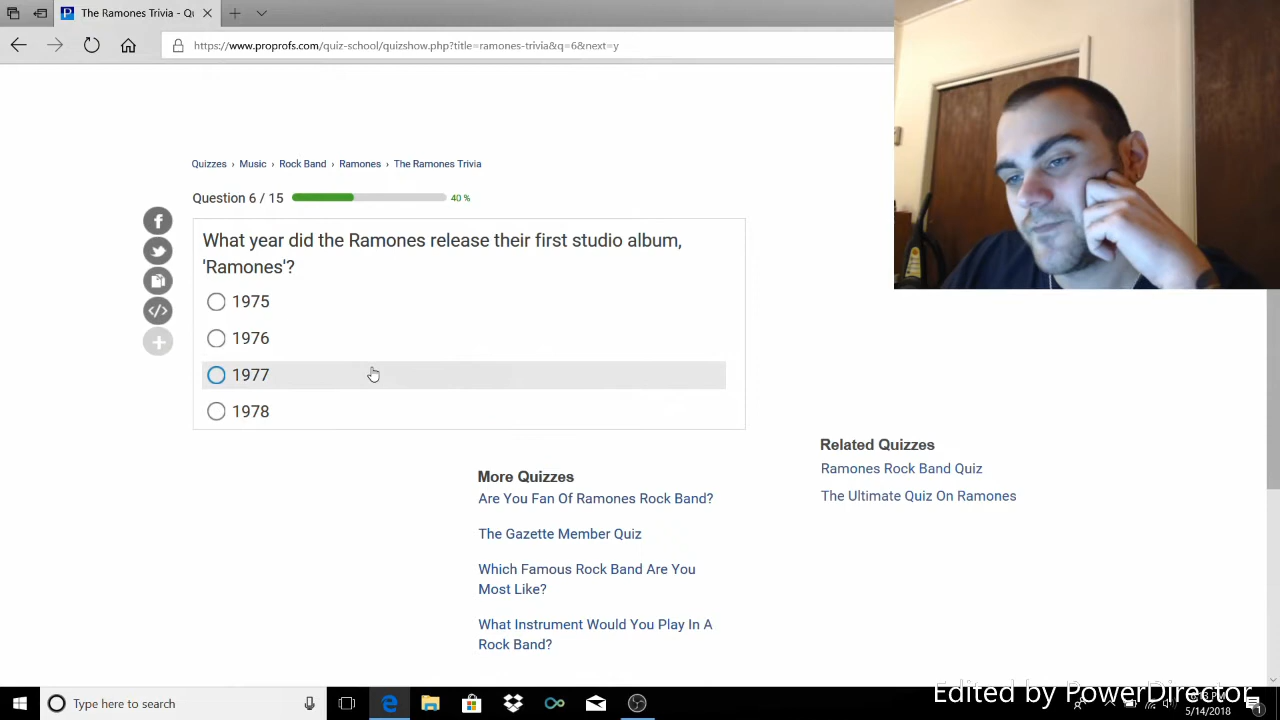 The Ramones Trivia - Qu
https://www.proprofs.com/quiz-school/quizshow.php?title=ramones-trivia&q=6&next=y
Quizzes › Music › Rock Band › Ramones › The Ramones Trivia
Question 6 / 15
40 %
What year did the Ramones release their first studio album,
'Ramones'?
1975
1976
1977
1978
Related Quizzes
Ramones Rock Band Quiz
The Ultimate Quiz On Ramones
More Quizzes
Are You Fan Of Ramones Rock Band?
The Gazette Member Quiz
Which Famous Rock Band Are You
Most Like?
What Instrument Would You Play In A
Rock Band?
Edited by PowerDirector
Type here to search
5/14/2018